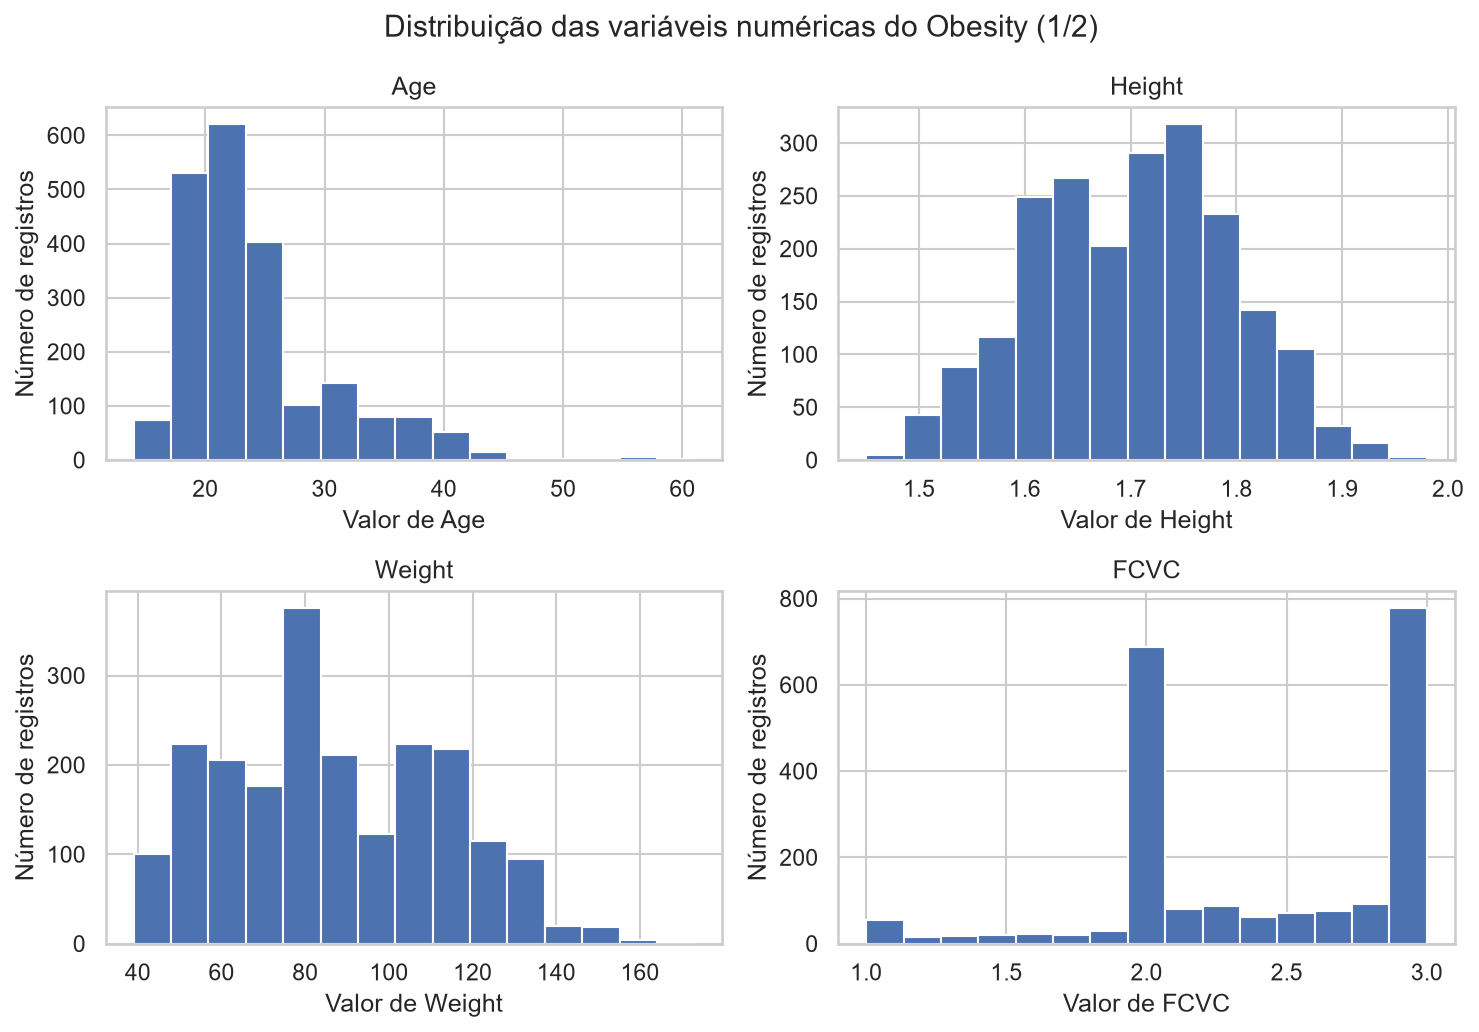 Distribuição das variáveis numéricas do Obesity (1/2)
Age
Número de registros
600
500
400
300
200
100
0
20 30 40 50 60
Valor de Age
Height
Número de registros
300
250
200
150
100
50
0
1.5 1.6 1.7 1.8 1.9 2.0
Valor de Height
Weight
Número de registros
300
200
100
0
40 60 80 100 120 140 160
Valor de Weight
FCVC
Número de registros
800
600
400
200
0
1.0 1.5 2.0 2.5 3.0
Valor de FCVC